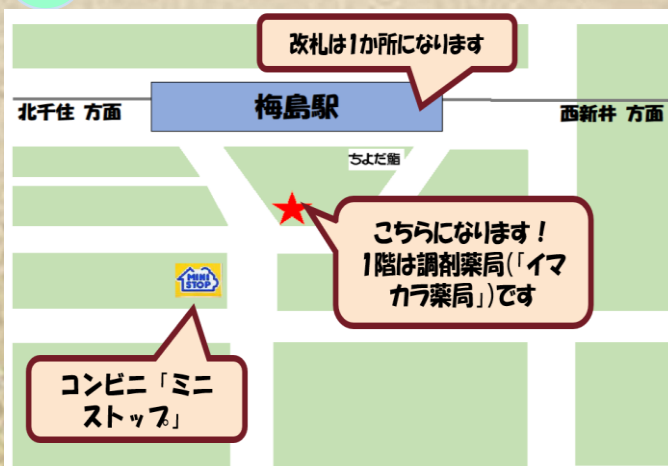 改札は1か所になります
北千住 方面
梅島駅
西新井 方面
ちよだ鮨
こちらになります！
1階は調剤薬局(「イマ
カラ薬局」)です
MINI
STOP
コンビニ「ミニ
ストップ」